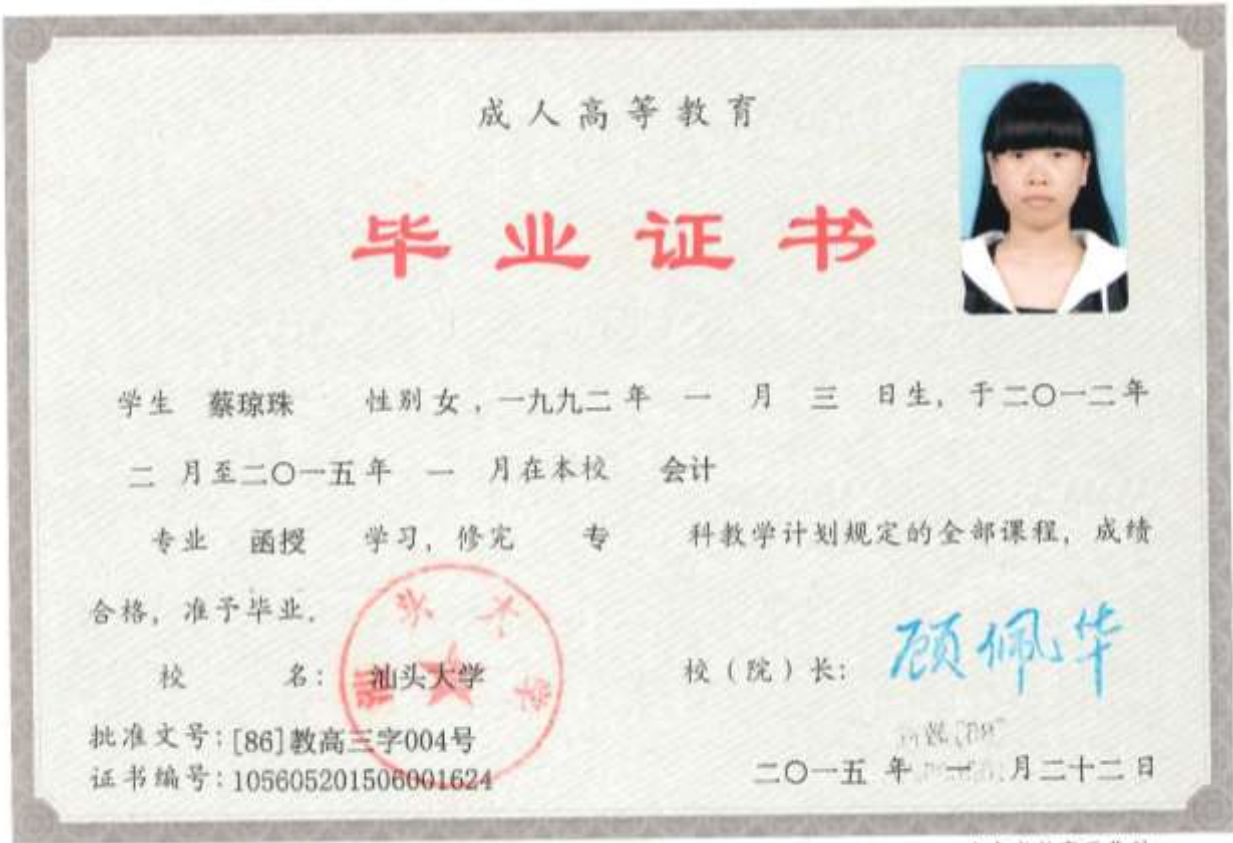 成人高等教育
毕业证书
学生 蔡琼珠 性别 女，一九九二年 一 月 三 日生，于二〇一二年
二 月至二〇一五年 一 月在本校 会计
专业 函授 学习，修完 专 科教学计划规定的全部课程，成绩
合格，准予毕业。
汕头大学
校 名： 汕头大学 校（院）长： 顾佩华
批准文号：[86]教高三字004号
证书编号：105605201506001624 二〇一五 年 一 月二十二日